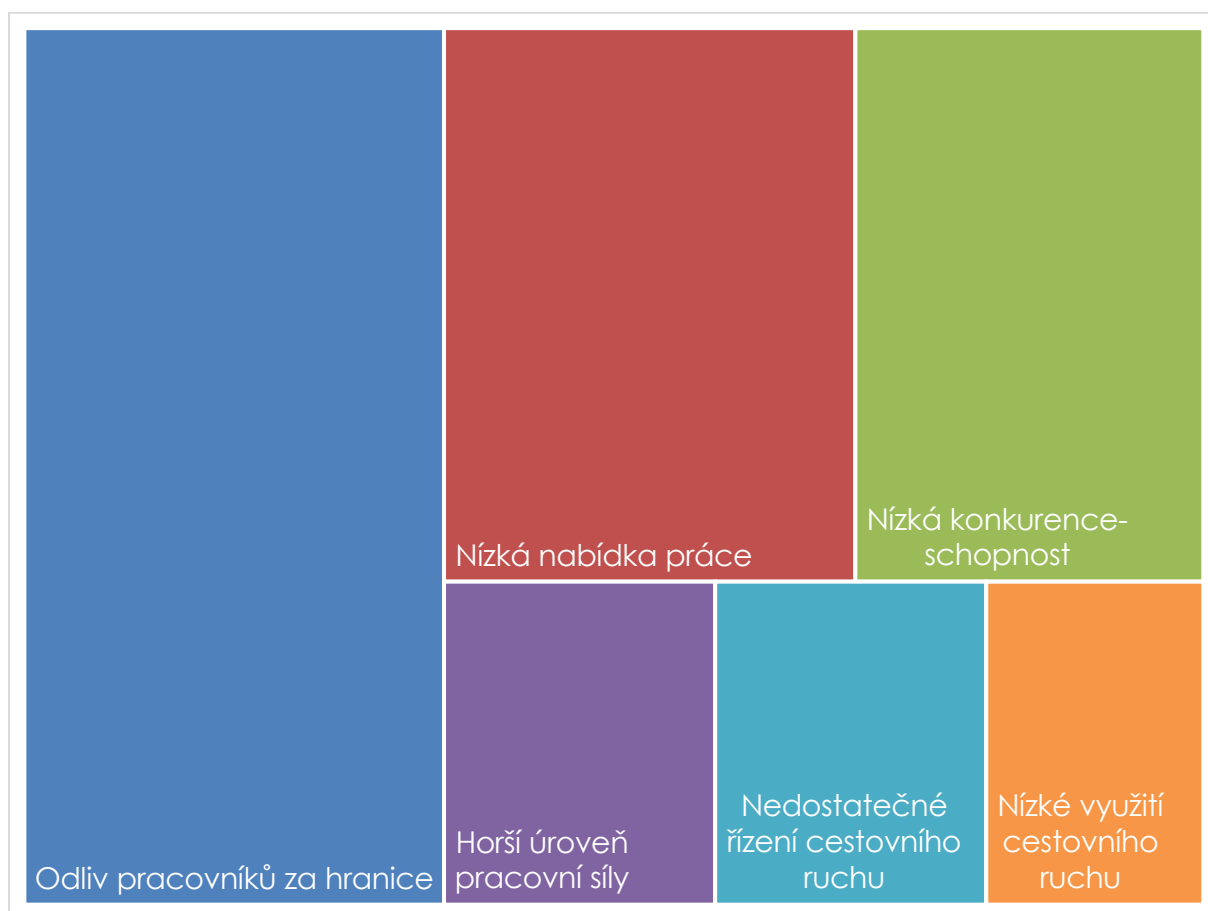 Odliv pracovníků za hranice
Nízká nabídka práce
Nízká konkurence-
schopnost
Horší úroveň
pracovní síly
Nedostatečné
řízení cestovního
ruchu
Nízké využití
cestovního
ruchu